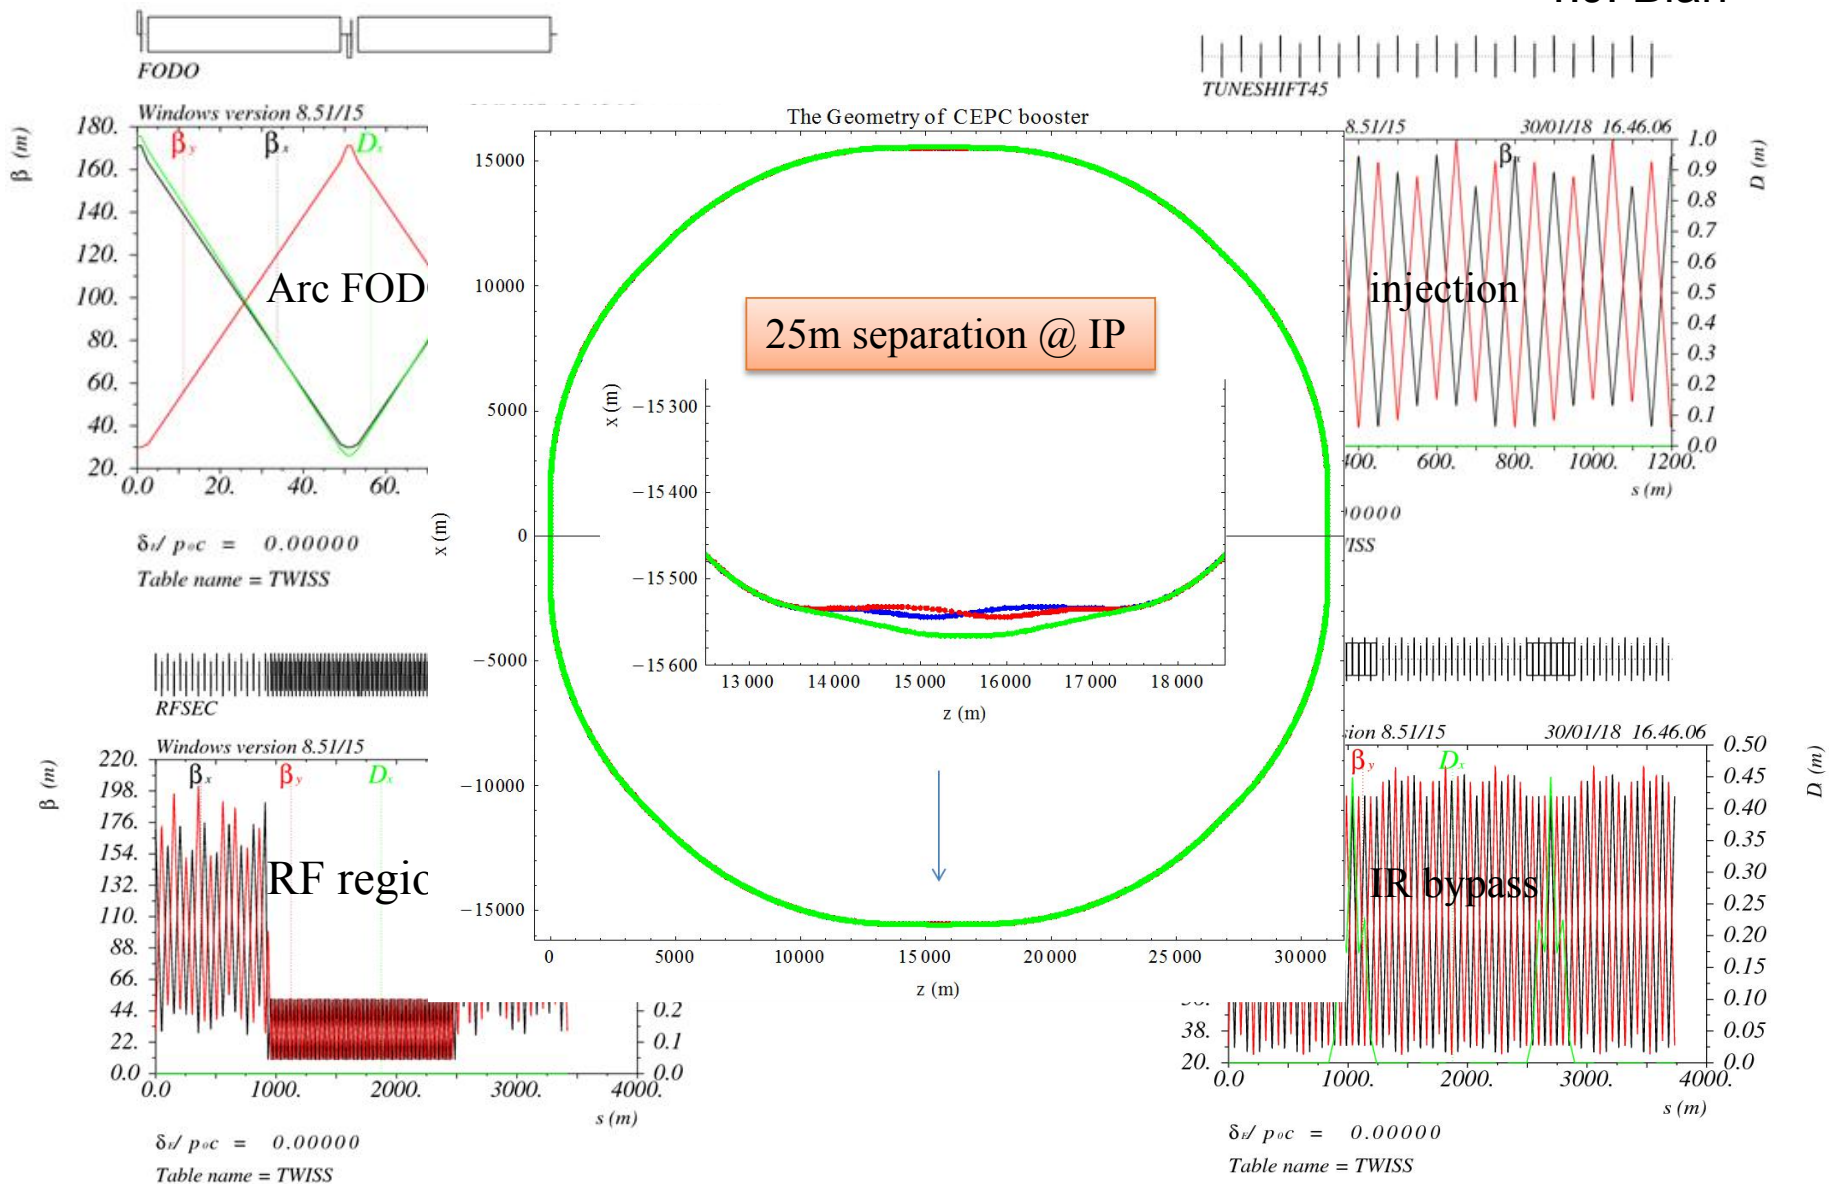 FODO
Windows version 8.51/15
β (m)
180.
160.
140.
120.
100.
80.
60.
40.
20.
βy
βx
Dx
Arc FOD
0.0
20.
40.
60.
δE/ p0c = 0.00000
Table name = TWISS
The Geometry of CEPC booster
x (m)
15000
10000
5000
0
−5000
−10000
−15000
25m separation @ IP
x (m)
−15 300
−15 400
−15 500
−15 600
13 000
14 000
15 000
16 000
17 000
18 000
z (m)
0
5000
10000
15000
20000
25000
30000
z (m)
TUNESHIFT45
8.51/15
30/01/18 16.46.06
βx
D (m)
1.0
0.9
0.8
0.7
0.6
0.5
0.4
0.3
0.2
0.1
0.0
injection
400.
600.
800.
1000.
1200.
s (m)
RFSEC
Windows version 8.51/15
β (m)
220.
198.
176.
154.
132.
110.
88.
66.
44.
22.
0.0
βx
βy
Dx
RF regio
0.2
0.1
0.0
0.0
1000.
2000.
3000.
4000.
s (m)
δE/ p0c = 0.00000
Table name = TWISS
sion 8.51/15
30/01/18 16.46.06
βy
Dx
D (m)
0.50
0.45
0.40
0.35
0.30
0.25
0.20
0.15
0.10
0.05
0.0
IR bypass
38.
20.
0.0
1000.
2000.
3000.
4000.
s (m)
δE/ p0c = 0.00000
Table name = TWISS